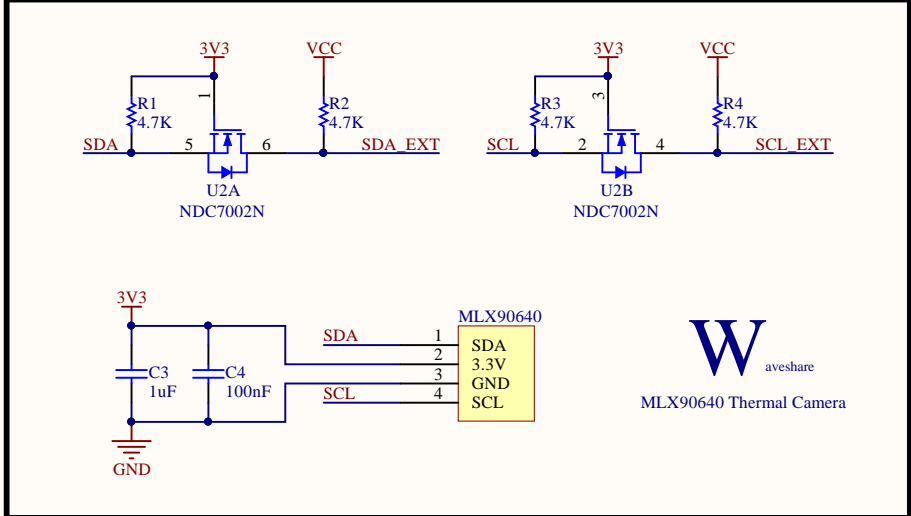 3V3
VCC
3V3
VCC
1
R1
4.7K
R2
4.7K
3
R3
4.7K
R4
4.7K
SDA
5
6
SDA_EXT
SCL
2
4
SCL_EXT
U2A
NDC7002N
U2B
NDC7002N
3V3
MLX90640
SDA
1
SDA
2
3.3V
3
GND
SCL
4
SCL
C3
1uF
C4
100nF
GND
Waveshare
MLX90640 Thermal Camera